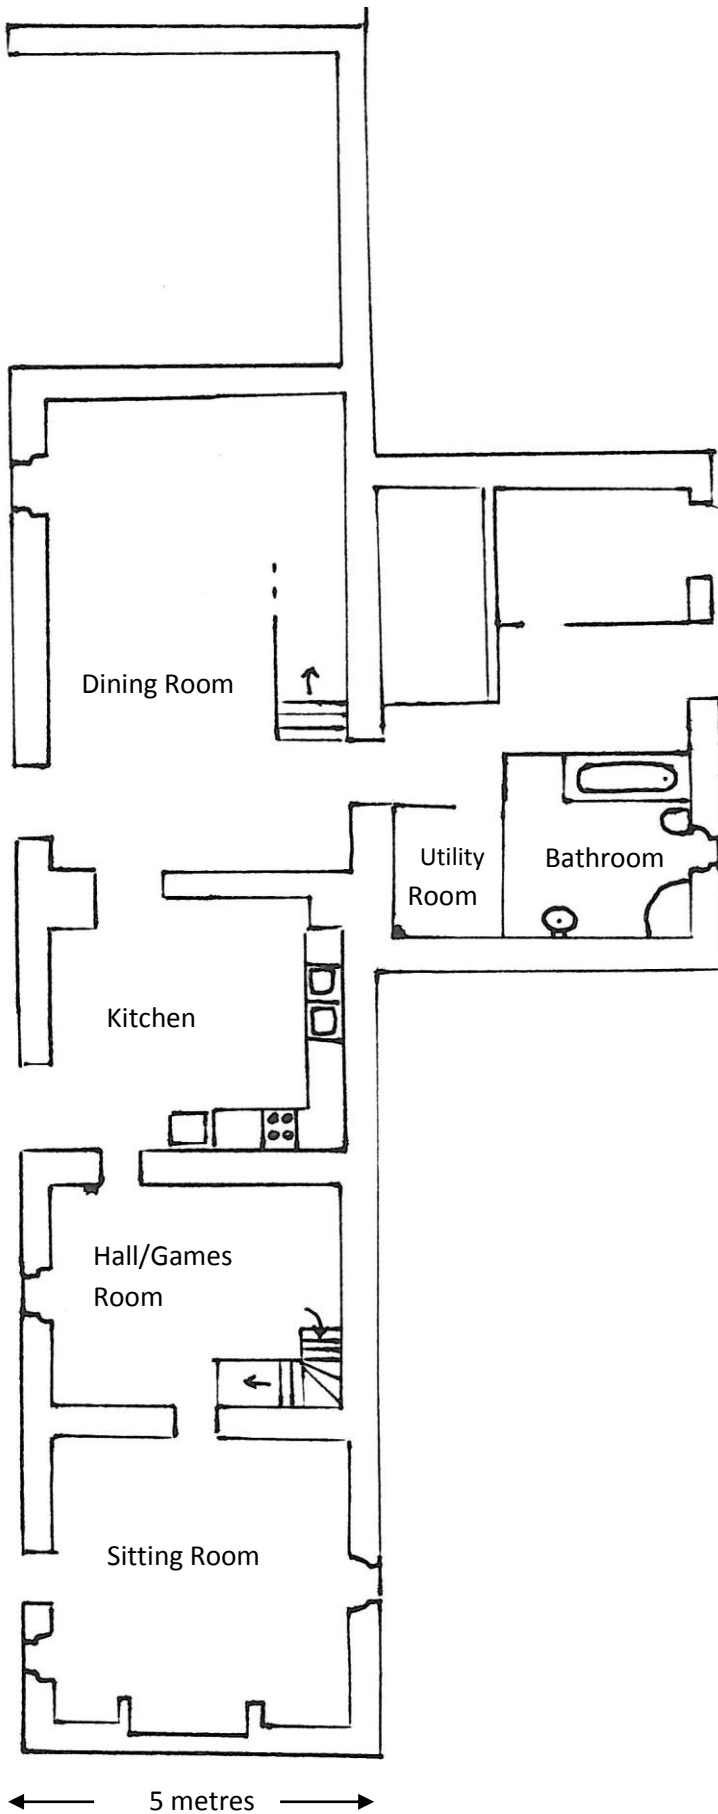 Dining Room
Utility
Room
Bathroom
Kitchen
Hall/Games
Room
Sitting Room
5 metres